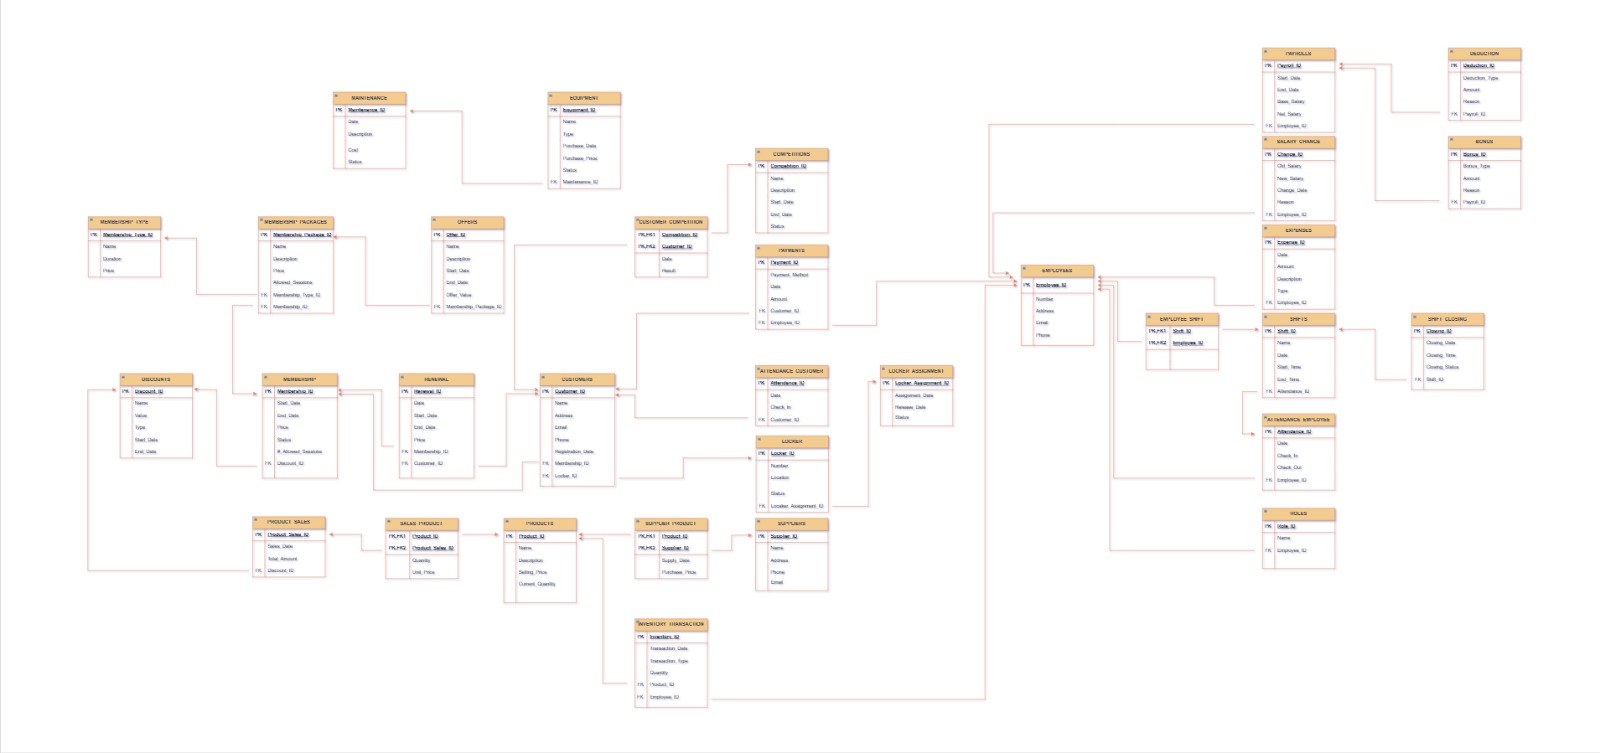 MAINTENANCE
PK Maintenance_ID
Date
Description
Cost
Status
EQUIPMENT
PK Equipment_ID
Name
Type
Purchase_Date
Purchase_Price
Status
FK Maintenance_ID
COMPETITIONS
PK Competition_ID
Name
Description
Start_Date
End_Date
Status
PAYROLLS
PK Payroll_ID
Start_Date
End_Date
Base_Salary
Net_Salary
FK Employee_ID
DEDUCTION
PK Deduction_ID
Deduction_Type
Amount
Reason
FK Payroll_ID
SALARY CHANGE
PK Change_ID
Old_Salary
New_Salary
Change_Date
Reason
FK Employee_ID
BONUS
PK Bonus_ID
Bonus_Type
Amount
Reason
FK Payroll_ID
MEMBERSHIP TYPE
PK Membership_Type_ID
Name
Duration
Price
MEMBERSHIP PACKAGES
PK Membership_Package_ID
Name
Description
Price
Allowed_Sessions
FK Membership_Type_ID
FK Membership_ID
OFFERS
PK Offer_ID
Name
Description
Start_Date
End_Date
Offer_Value
FK Membership_Package_ID
CUSTOMER COMPETITION
PK,FK1 Competition_ID
PK,FK2 Customer_ID
Date
Result
PAYMENTS
PK Payment_ID
Payment_Method
Date
Amount
FK Customer_ID
FK Employee_ID
EMPLOYEES
PK Employee_ID
Number
Address
Email
Phone
EXPENSES
PK Expense_ID
Date
Amount
Description
Type
FK Employee_ID
EMPLOYEE SHIFT
PK,FK1 Shift_ID
PK,FK2 Employee_ID
SHIFTS
PK Shift_ID
Name
Date
Start_Time
End_Time
FK Attendance_ID
SHIFT CLOSING
PK Closing_ID
Closing_Date
Closing_Time
Closing_Status
FK Shift_ID
DISCOUNTS
PK Discount_ID
Name
Value
Type
Start_Date
End_Date
MEMBERSHIP
PK Membership_ID
Start_Date
End_Date
Price
Status
#_Allowed_Sessions
FK Discount_ID
RENEWAL
PK Renewal_ID
Date
Start_Date
End_Date
Price
FK Membership_ID
FK Customer_ID
CUSTOMERS
PK Customer_ID
Name
Address
Email
Phone
Registration_Date
FK Membership_ID
FK Locker_ID
ATTENDANCE CUSTOMER
PK Attendance_ID
Date
Check_In
FK Customer_ID
LOCKER ASSIGNMENT
PK Locker_Assignment_ID
Assignment_Date
Release_Date
Status
LOCKER
PK Locker_ID
Number
Location
Status
FK Locker_Assignment_ID
ATTENDANCE EMPLOYEE
PK Attendance_ID
Date
Check_In
Check_Out
FK Employee_ID
PRODUCT SALES
PK Product_Sales_ID
Sales_Date
Total_Amount
FK Discount_ID
SALES PRODUCT
PK,FK1 Product_ID
PK,FK2 Product_Sales_ID
Quantity
Unit_Price
PRODUCTS
PK Product_ID
Name
Description
Selling_Price
Current_Quantity
SUPPLIER PRODUCT
PK,FK1 Product_ID
PK,FK2 Supplier_ID
Supply_Date
Purchase_Price
SUPPLIERS
PK Supplier_ID
Name
Address
Phone
Email
ROLES
PK Role_ID
Name
FK Employee_ID
INVENTORY TRANSACTION
PK Inventory_ID
Transaction_Date
Transaction_Type
Quantity
FK Product_ID
FK Employee_ID